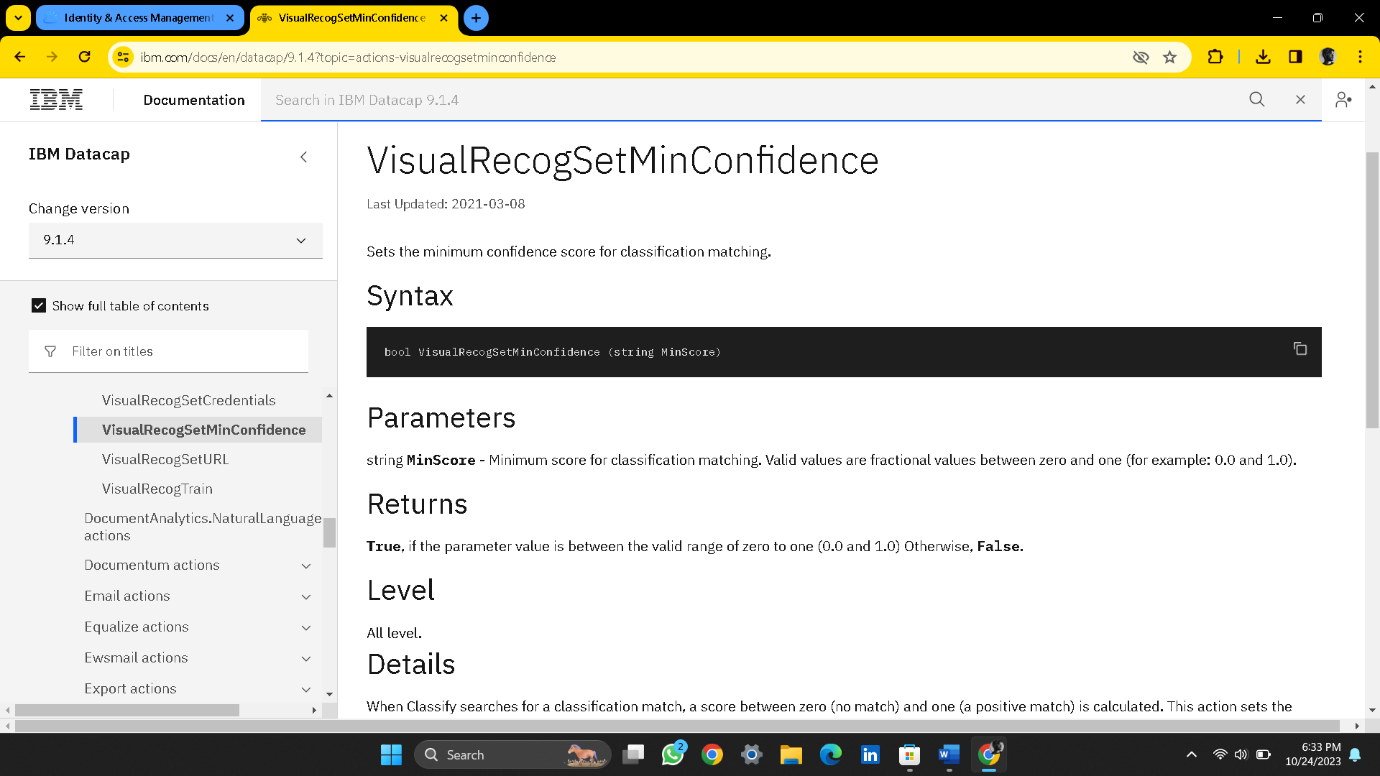 Identity & Access Management
VisualRecogSetMinConfidence
ibm.com/docs/en/datacap/9.1.4?topic=actions-visualrecogsetminconfidence
IBM
Documentation
Search in IBM Datacap 9.1.4
IBM Datacap
Change version
9.1.4
Show full table of contents
Filter on titles
VisualRecogSetCredentials
VisualRecogSetMinConfidence
VisualRecogSetURL
VisualRecogTrain
DocumentAnalytics.NaturalLanguage
actions
Documentum actions
Email actions
Equalize actions
Ewsmail actions
Export actions
VisualRecogSetMinConfidence
Last Updated: 2021-03-08
Sets the minimum confidence score for classification matching.
Syntax
bool VisualRecogSetMinConfidence (string MinScore)
Parameters
string MinScore - Minimum score for classification matching. Valid values are fractional values between zero and one (for example: 0.0 and 1.0).
Returns
True, if the parameter value is between the valid range of zero to one (0.0 and 1.0) Otherwise, False.
Level
All level.
Details
When Classify searches for a classification match, a score between zero (no match) and one (a positive match) is calculated. This action sets the
Search
2
6:33 PM
10/24/2023